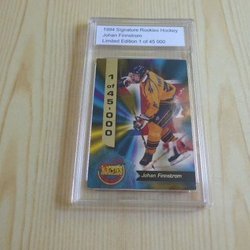 1994 Signature Rookies Hockey
Johan Finnstrom
Limited Edition 1 of 45 000
1 of 45,000
Johan Finnstrom